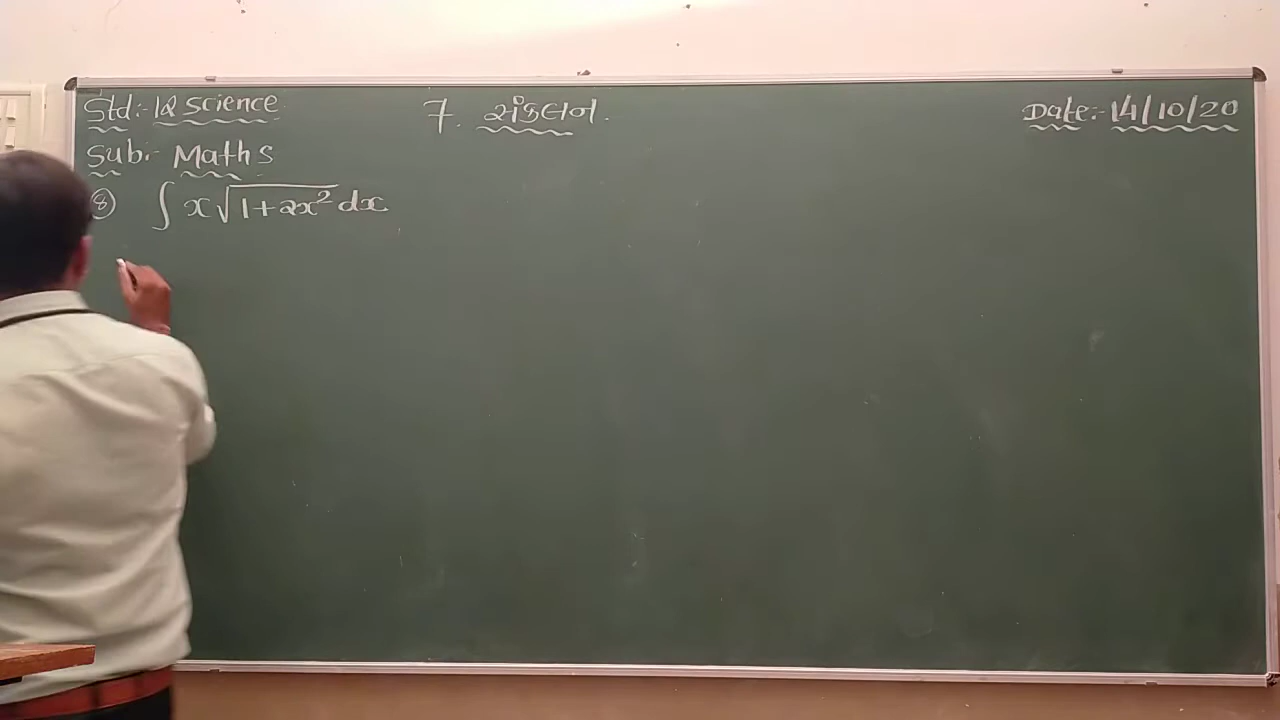 Std:- 12 Science
7. સંકલન.
Date:- 14/10/20
Sub:- Maths
⑧ ∫ x√(1+2x²) dx